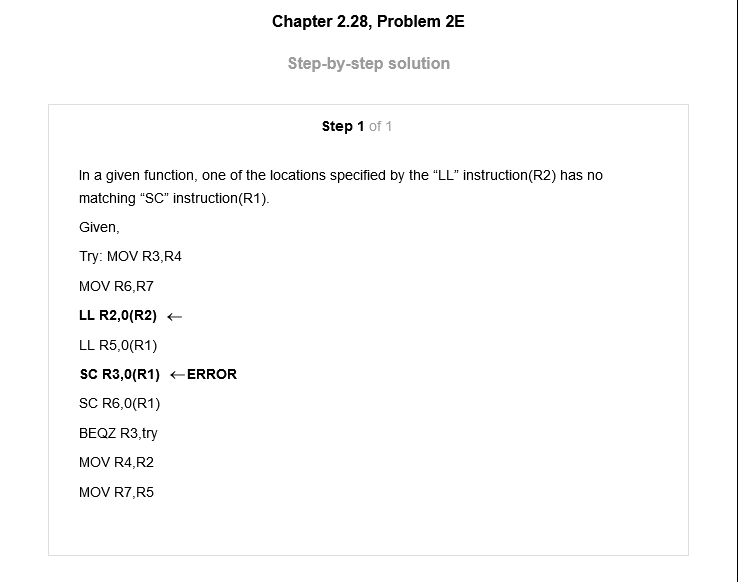 Chapter 2.28, Problem 2E
Step-by-step solution
Step 1 of 1
In a given function, one of the locations specified by the “LL” instruction(R2) has no
matching “SC” instruction(R1).
Given,
Try: MOV R3,R4
MOV R6,R7
LL R2,0(R2) ←
LL R5,0(R1)
SC R3,0(R1) ←ERROR
SC R6,0(R1)
BEQZ R3,try
MOV R4,R2
MOV R7,R5